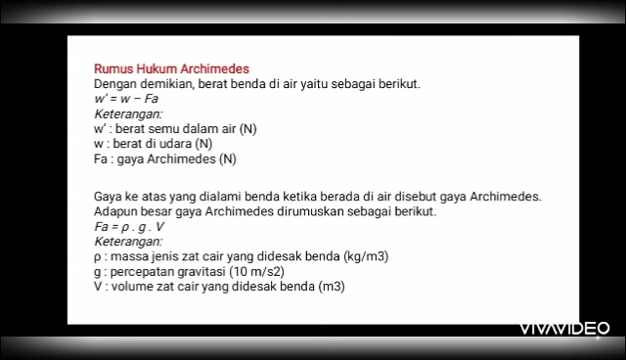 Rumus Hukum Archimedes
Dengan demikian, berat benda di air yaitu sebagai berikut.
w' = w – Fa
Keterangan:
w' : berat semu dalam air (N)
w : berat di udara (N)
Fa : gaya Archimedes (N)
Gaya ke atas yang dialami benda ketika berada di air disebut gaya Archimedes.
Adapun besar gaya Archimedes dirumuskan sebagai berikut.
Fa = ρ . g . V
Keterangan:
ρ : massa jenis zat cair yang didesak benda (kg/m3)
g : percepatan gravitasi (10 m/s2)
V : volume zat cair yang didesak benda (m3)
VIVAVIDEO